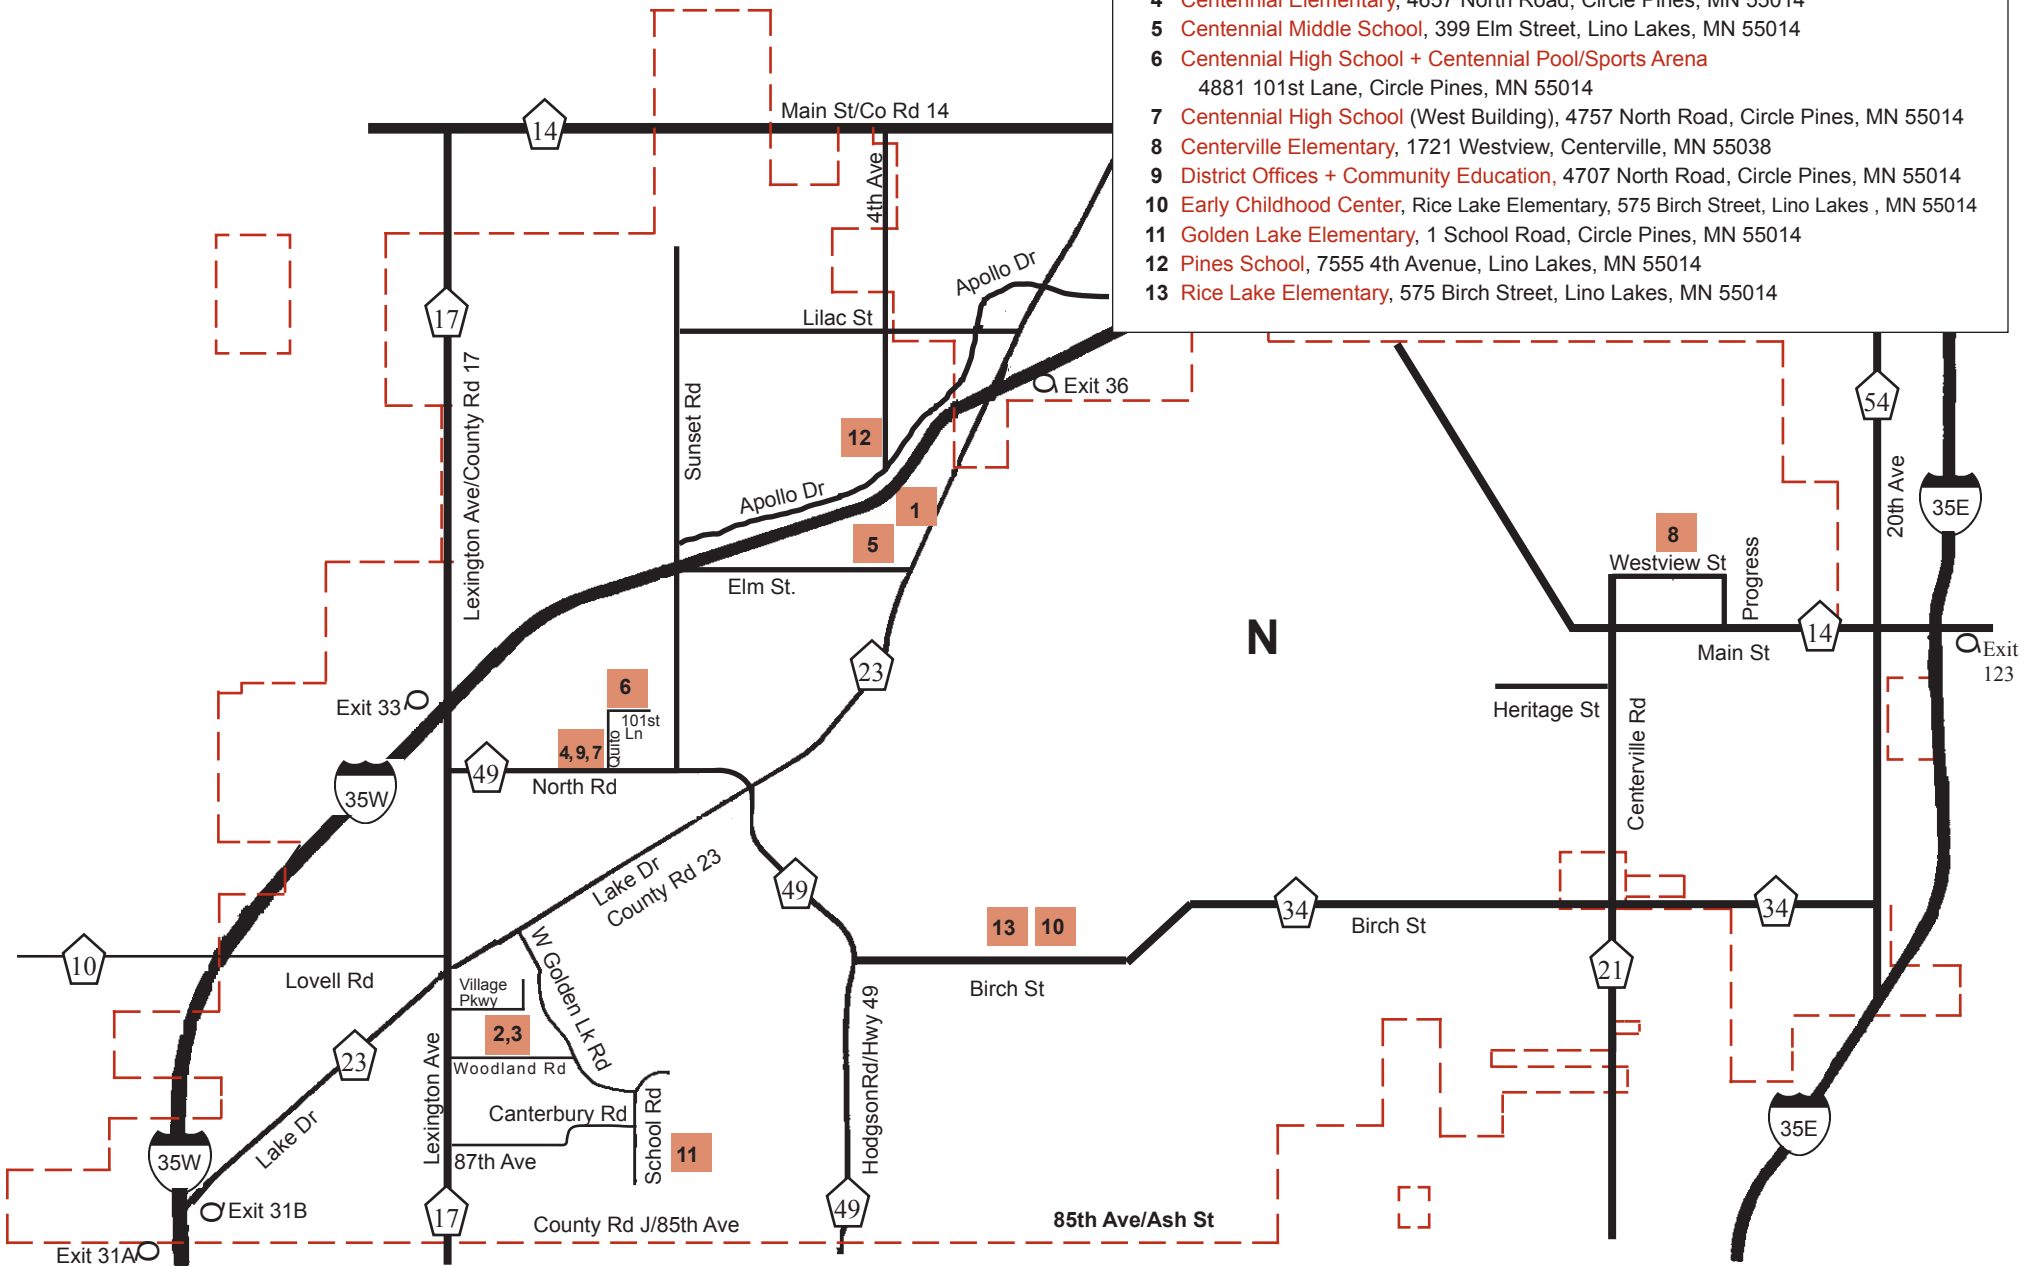 4 Centennial Elementary, 4657 North Road, Circle Pines, MN 55014
5 Centennial Middle School, 399 Elm Street, Lino Lakes, MN 55014
6 Centennial High School + Centennial Pool/Sports Arena
4881 101st Lane, Circle Pines, MN 55014
7 Centennial High School (West Building), 4757 North Road, Circle Pines, MN 55014
8 Centerville Elementary, 1721 Westview, Centerville, MN 55038
9 District Offices + Community Education, 4707 North Road, Circle Pines, MN 55014
10 Early Childhood Center, Rice Lake Elementary, 575 Birch Street, Lino Lakes , MN 55014
11 Golden Lake Elementary, 1 School Road, Circle Pines, MN 55014
12 Pines School, 7555 4th Avenue, Lino Lakes, MN 55014
13 Rice Lake Elementary, 575 Birch Street, Lino Lakes, MN 55014
Main St/Co Rd 14
14
4th Ave
17
Apollo Dr
Lilac St
Exit 36
54
Lexington Ave/County Rd 17
Sunset Rd
12
20th Ave
Apollo Dr
1
35E
5
8
Westview St
Progress
Elm St.
14
Main St
Exit
123
N
23
6
Exit 33
101st
Ln
Quito
4, 9, 7
Heritage St
Centerville Rd
49
North Rd
35W
Lake Dr
County Rd 23
49
34
34
13
10
Birch St
W Golden Lk Rd
10
Lovell Rd
Birch St
21
Village
Pkwy
2,3
HodgsonRd/Hwy 49
23
Woodland Rd
Lexington Ave
Canterbury Rd
School Rd
35E
Lake Dr
35W
87th Ave
11
Exit 31B
17
49
County Rd J/85th Ave
85th Ave/Ash St
Exit 31A